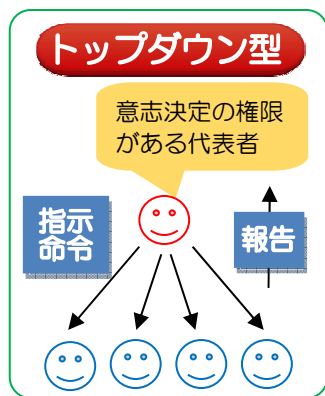 トップダウン型
意志決定の権限
がある代表者
指示
命令
報告